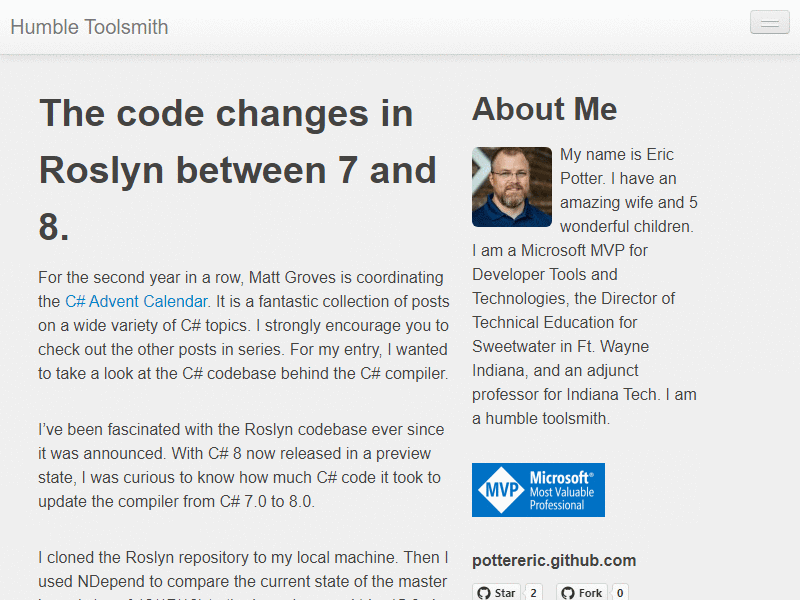 Humble Toolsmith
The code changes in
Roslyn between 7 and
8.
For the second year in a row, Matt Groves is coordinating
the C# Advent Calendar. It is a fantastic collection of posts
on a wide variety of C# topics. I strongly encourage you to
check out the other posts in series. For my entry, I wanted
to take a look at the C# codebase behind the C# compiler.
I’ve been fascinated with the Roslyn codebase ever since
it was announced. With C# 8 now released in a preview
state, I was curious to know how much C# code it took to
update the compiler from C# 7.0 to 8.0.
I cloned the Roslyn repository to my local machine. Then I
used NDepend to compare the current state of the master
About Me
My name is Eric
Potter. I have an
amazing wife and 5
wonderful children.
I am a Microsoft MVP for
Developer Tools and
Technologies, the Director of
Technical Education for
Sweetwater in Ft. Wayne
Indiana, and an adjunct
professor for Indiana Tech. I am
a humble toolsmith.
MVP
Microsoft®
Most Valuable
Professional
pottereric.github.com
Star 2 Fork 0